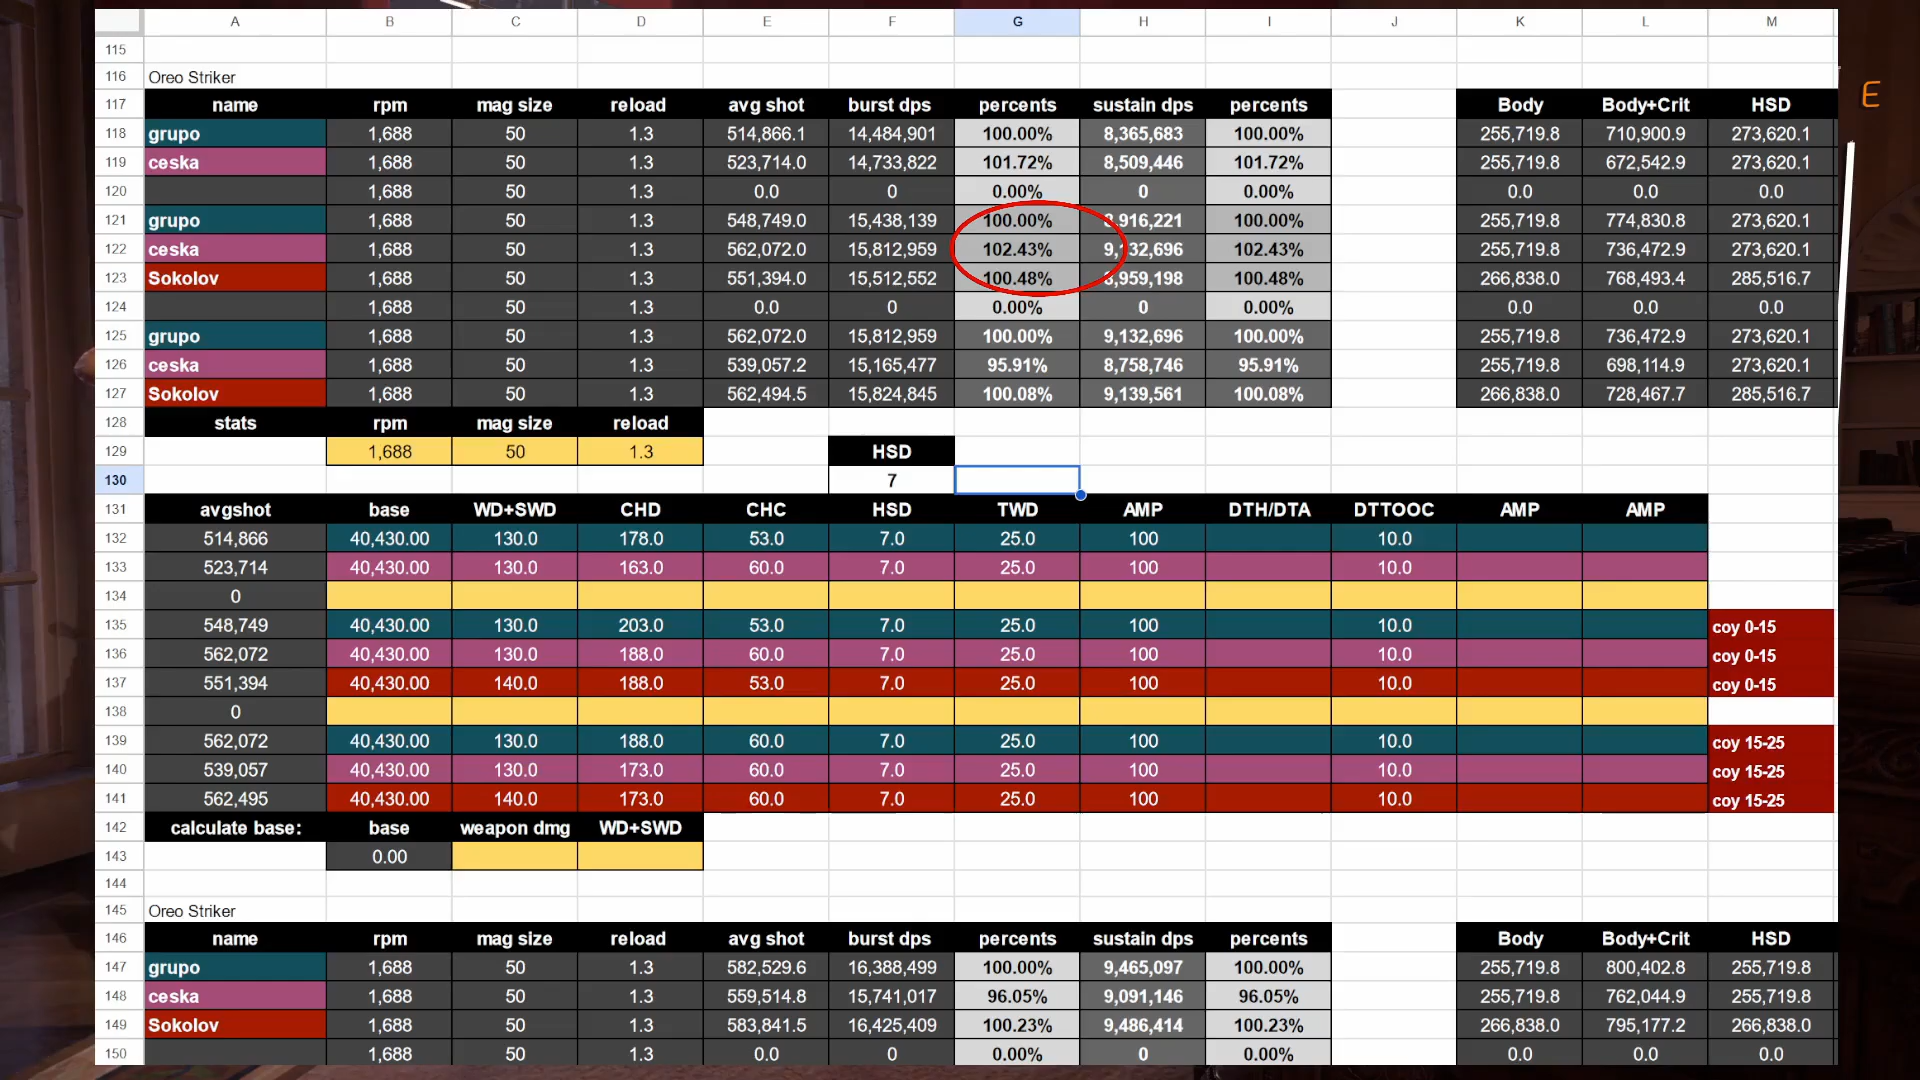 A B C D E F G H I J K L M
115
116 Oreo Striker
117 name rpm mag size reload avg shot burst dps percents sustain dps percents Body Body+Crit HSD
118 grupo 1,688 50 1.3 514,866.1 14,484,901 100.00% 8,365,683 100.00% 255,719.8 710,900.9 273,620.1
119 ceska 1,688 50 1.3 523,714.0 14,733,822 101.72% 8,509,446 101.72% 255,719.8 672,542.9 273,620.1
120 1,688 50 1.3 0.0 0 0.00% 0 0.00% 0.0 0.0 0.0
121 grupo 1,688 50 1.3 548,749.0 15,438,139 100.00% 8,916,221 100.00% 255,719.8 774,830.8 273,620.1
122 ceska 1,688 50 1.3 562,072.0 15,812,959 102.43% 9,132,696 102.43% 255,719.8 736,472.9 273,620.1
123 Sokolov 1,688 50 1.3 551,394.0 15,512,552 100.48% 8,959,198 100.48% 266,838.0 768,493.4 285,516.7
124 1,688 50 1.3 0.0 0 0.00% 0 0.00% 0.0 0.0 0.0
125 grupo 1,688 50 1.3 562,072.0 15,812,959 100.00% 9,132,696 100.00% 255,719.8 736,472.9 273,620.1
126 ceska 1,688 50 1.3 539,057.2 15,165,477 95.91% 8,758,746 95.91% 255,719.8 698,114.9 273,620.1
127 Sokolov 1,688 50 1.3 562,494.5 15,824,845 100.08% 9,139,561 100.08% 266,838.0 728,467.7 285,516.7
128 stats rpm mag size reload
129 1,688 50 1.3 HSD
130 7
131 avgshot base WD+SWD CHD CHC HSD TWD AMP DTH/DTA DTTOOC AMP AMP
132 514,866 40,430.00 130.0 178.0 53.0 7.0 25.0 100 10.0
133 523,714 40,430.00 130.0 163.0 60.0 7.0 25.0 100 10.0
134 0
135 548,749 40,430.00 130.0 203.0 53.0 7.0 25.0 100 10.0 coy 0-15
136 562,072 40,430.00 130.0 188.0 60.0 7.0 25.0 100 10.0 coy 0-15
137 551,394 40,430.00 140.0 188.0 53.0 7.0 25.0 100 10.0 coy 0-15
138 0
139 562,072 40,430.00 130.0 188.0 60.0 7.0 25.0 100 10.0 coy 15-25
140 539,057 40,430.00 130.0 173.0 60.0 7.0 25.0 100 10.0 coy 15-25
141 562,495 40,430.00 140.0 173.0 60.0 7.0 25.0 100 10.0 coy 15-25
142 calculate base: base weapon dmg WD+SWD
143 0.00
144
145 Oreo Striker
146 name rpm mag size reload avg shot burst dps percents sustain dps percents Body Body+Crit HSD
147 grupo 1,688 50 1.3 582,529.6 16,388,499 100.00% 9,465,097 100.00% 255,719.8 800,402.8 255,719.8
148 ceska 1,688 50 1.3 559,514.8 15,741,017 96.05% 9,091,146 96.05% 255,719.8 762,044.9 255,719.8
149 Sokolov 1,688 50 1.3 583,841.5 16,425,409 100.23% 9,486,414 100.23% 266,838.0 795,177.2 266,838.0
150 1,688 50 1.3 0.0 0 0.00% 0 0.00% 0.0 0.0 0.0
E